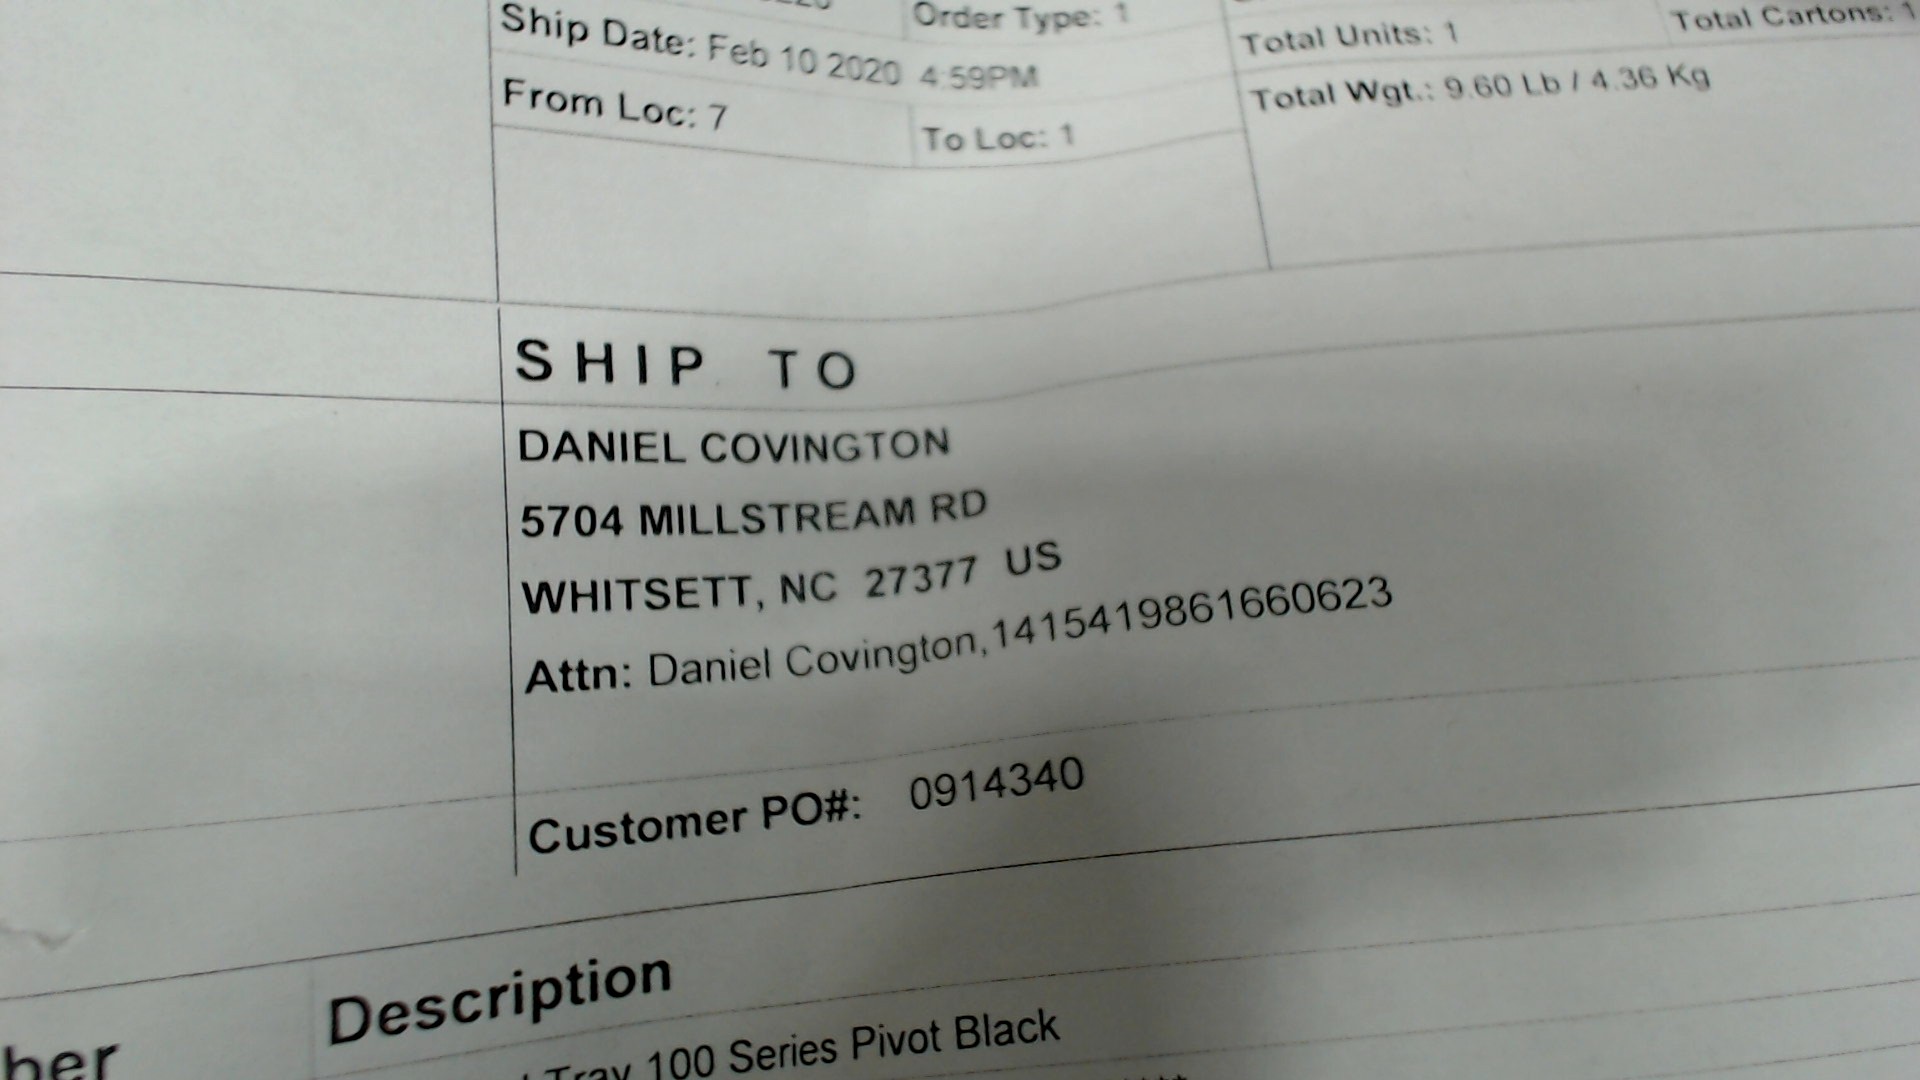 Order Type: 1
Ship Date: Feb 10 2020 4:59PM
Total Units: 1
Total Cartons: 1
From Loc: 7
To Loc: 1
Total Wgt.: 9.60 Lb / 4.36 Kg
SHIP TO
DANIEL COVINGTON
5704 MILLSTREAM RD
WHITSETT, NC 27377 US
Attn: Daniel Covington,1415419861660623
Customer PO#: 0914340
Description
Tray 100 Series Pivot Black